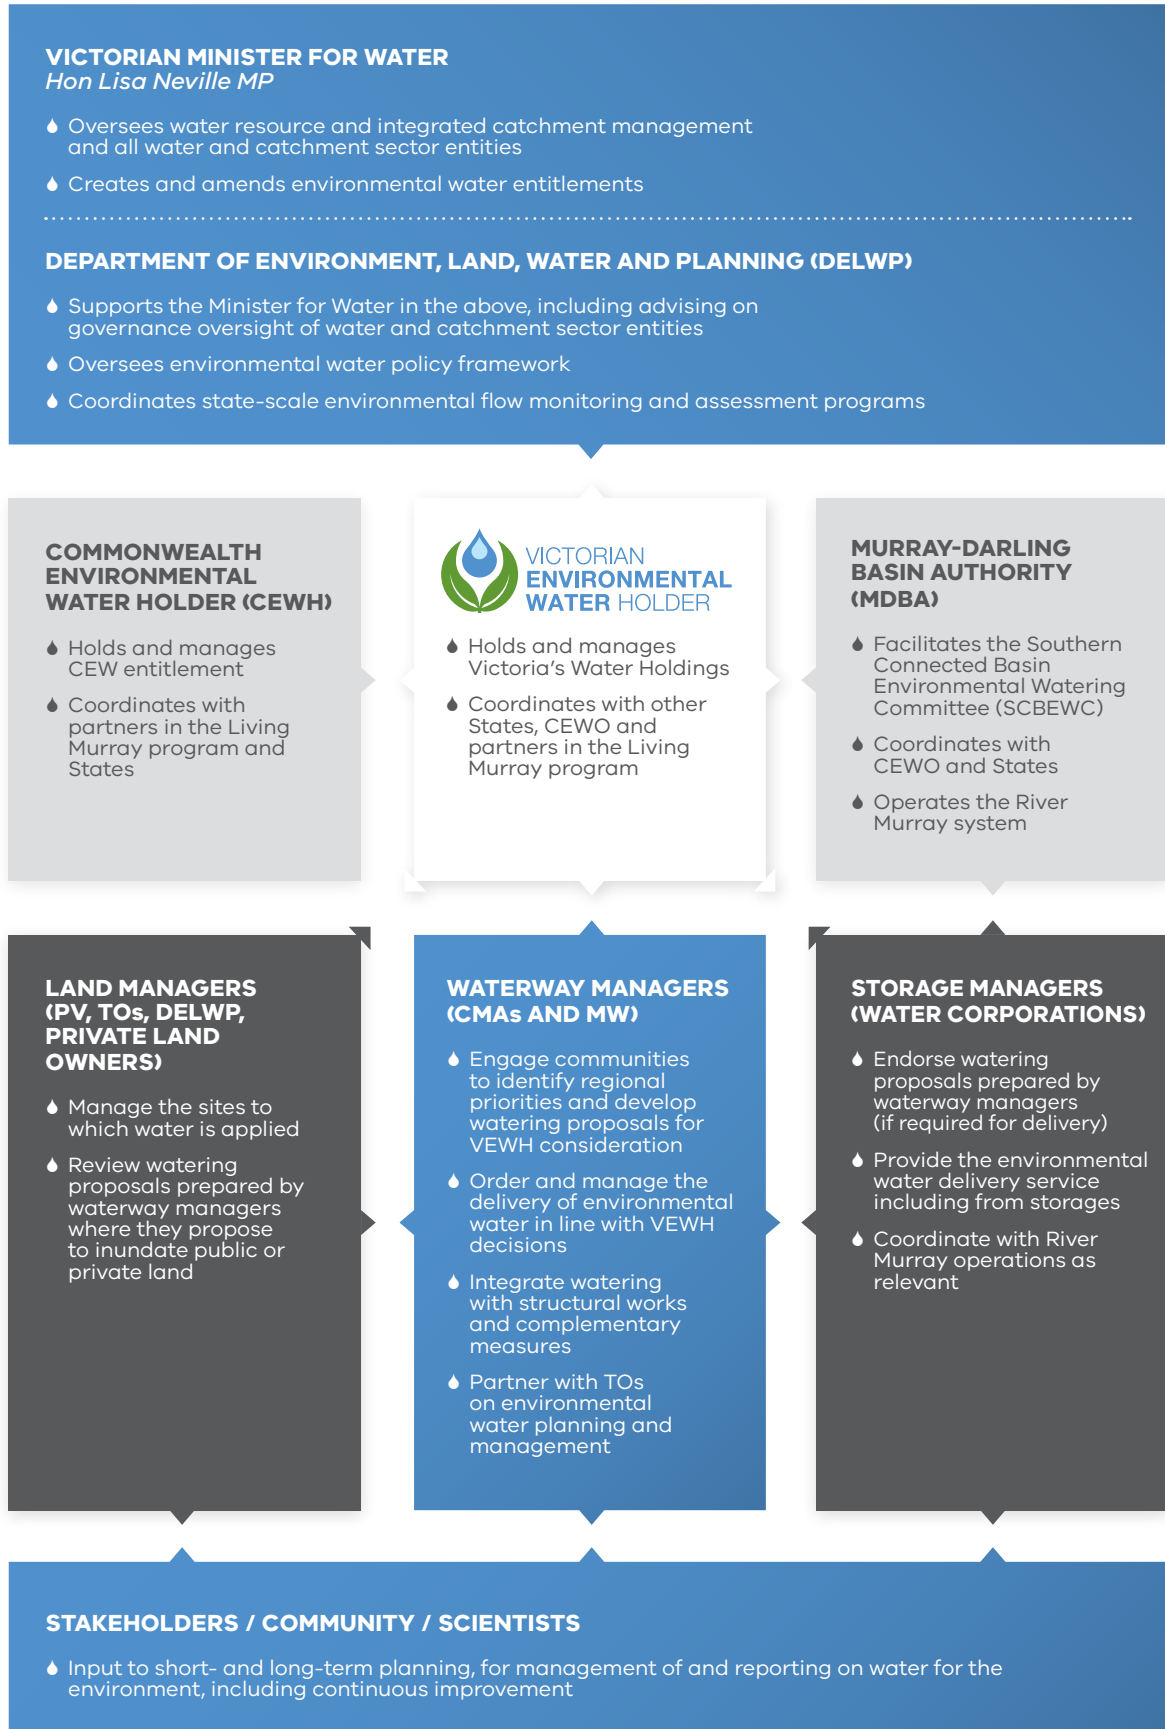 VICTORIAN MINISTER FOR WATER
Hon Lisa Neville MP
Oversees water resource and integrated catchment management
and all water and catchment sector entities
Creates and amends environmental water entitlements
DEPARTMENT OF ENVIRONMENT, LAND, WATER AND PLANNING (DELWP)
Supports the Minister for Water in the above, including advising on
governance oversight of water and catchment sector entities
Oversees environmental water policy framework
Coordinates state-scale environmental flow monitoring and assessment programs
COMMONWEALTH
ENVIRONMENTAL
WATER HOLDER (CEWH)
Holds and manages
CEW entitlement
Coordinates with
partners in the Living
Murray program and
States
VICTORIAN
ENVIRONMENTAL
WATER HOLDER
Holds and manages
Victoria's Water Holdings
Coordinates with other
States, CEWO and
partners in the Living
Murray program
MURRAY-DARLING
BASIN AUTHORITY
(MDBA)
Facilitates the Southern
Connected Basin
Environmental Watering
Committee (SCBEWC)
Coordinates with
CEWO and States
Operates the River
Murray system
LAND MANAGERS
(PV, TOs, DELWP,
PRIVATE LAND
OWNERS)
Manage the sites to
which water is applied
Review watering
proposals prepared by
waterway managers
where they propose
to inundate public or
private land
WATERWAY MANAGERS
(CMAs AND MW)
Engage communities
to identify regional
priorities and develop
watering proposals for
VEWH consideration
Order and manage the
delivery of environmental
water in line with VEWH
decisions
Integrate watering
with structural works
and complementary
measures
Partner with TOs
on environmental
water planning and
management
STORAGE MANAGERS
(WATER CORPORATIONS)
Endorse watering
proposals prepared by
waterway managers
(if required for delivery)
Provide the environmental
water delivery service
including from storages
Coordinate with River
Murray operations as
relevant
STAKEHOLDERS / COMMUNITY / SCIENTISTS
Input to short- and long-term planning, for management of and reporting on water for the
environment, including continuous improvement